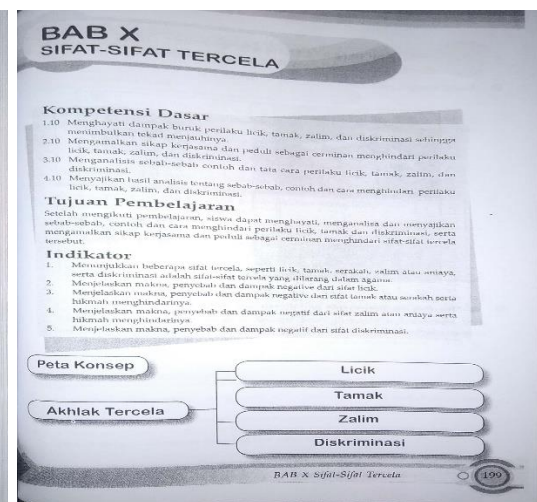 BAB X
SIFAT-SIFAT TERCELA
Kompetensi Dasar
1.10 Menghayati dampak buruk perilaku licik, tamak, zalim, dan diskriminasi sehingga
menimbulkan tekad menjauhinya.
2.10 Mengamalkan sikap kerjasama dan peduli sebagai cerminan menghindari perilaku
licik, tamak, zalim, dan diskriminasi.
3.10 Menganalisis sebab-sebab contoh dan tata cara perilaku licik, tamak, zalim, dan
diskriminasi.
4.10 Menyajikan hasil analisis tentang sebab-sebab, contoh dan cara menghindari perilaku
licik, tamak, zalim, dan diskriminasi.
Tujuan Pembelajaran
Setelah mengikuti pembelajaran, siswa dapat menghayati, menganalisa dan menyajikan
sebab-sebab, contoh dan cara menghindari perilaku licik, tamak dan diskriminasi, serta
mengamalkan sikap kerjasama dan peduli sebagai cerminan menghindari sifat-sifat tercela
tersebut.
Indikator
1. Menunjukkan beberapa sifat tercela, seperti licik, tamak, serakah, zalim atau aniaya,
serta diskriminasi adalah sifat-sifat tercela yang dilarang dalam agama.
2. Menjelaskan makna, penyebab dan dampak negative dari sifat licik.
3. Menjelaskan makna, penyebab dan dampak negative dari sifat tamak atau serakah serta
hikmah menghindarinya.
4. Menjelaskan makna, penyebab dan dampak negatif dari sifat zalim atau aniaya serta
hikmah menghindarinya.
5. Menjelaskan makna, penyebab dan dampak negatif dari sifat diskriminasi.
Peta Konsep
Akhlak Tercela
Licik
Tamak
Zalim
Diskriminasi
BAB X Sifat-Sifat Tercela
199